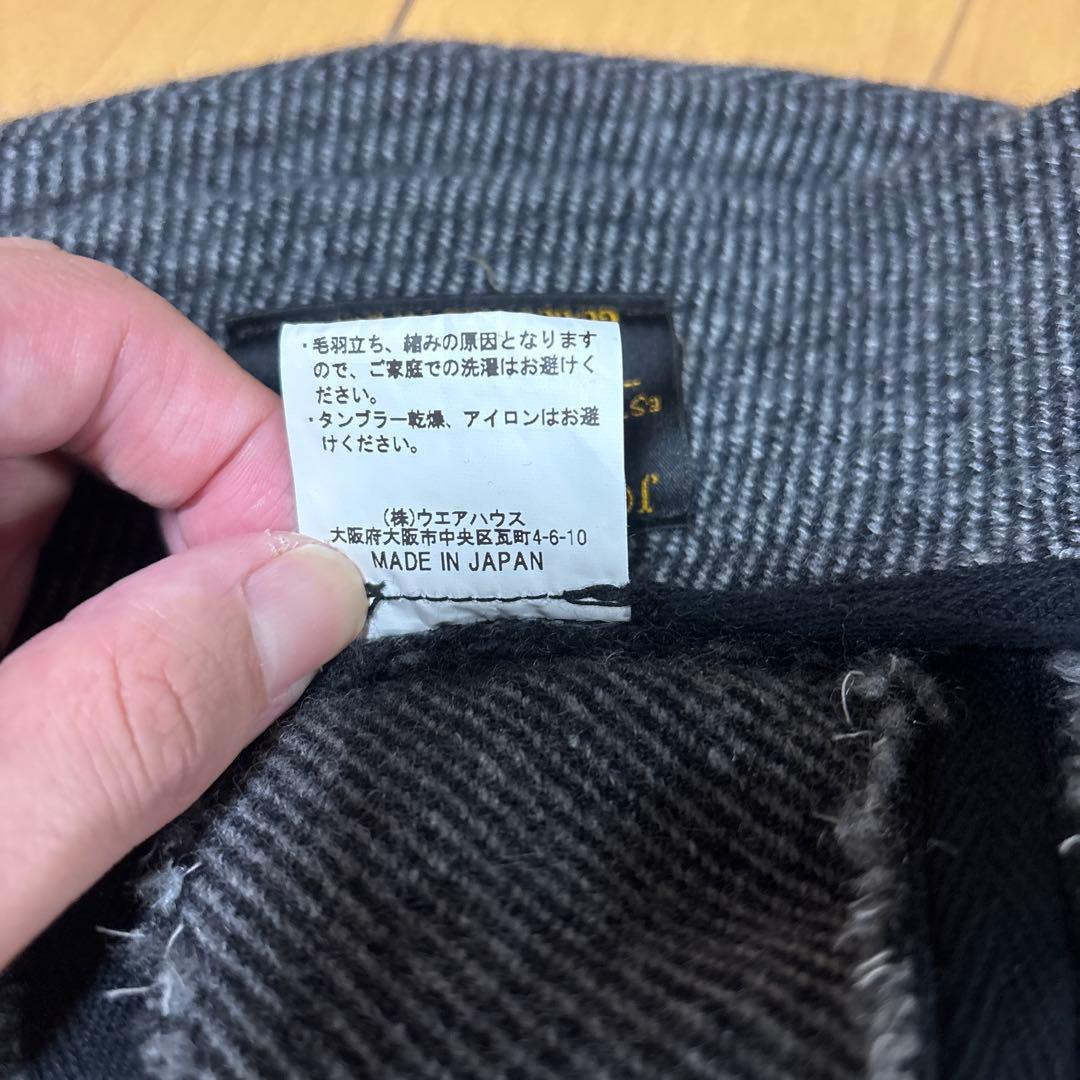 ・毛羽立ち、縮みの原因となります
ので、ご家庭での洗濯はお避けく
ださい。
・タンブラー乾燥、アイロンはお避
けください。
(株)ウエアハウス
大阪府大阪市中央区瓦町4-6-10
MADE IN JAPAN